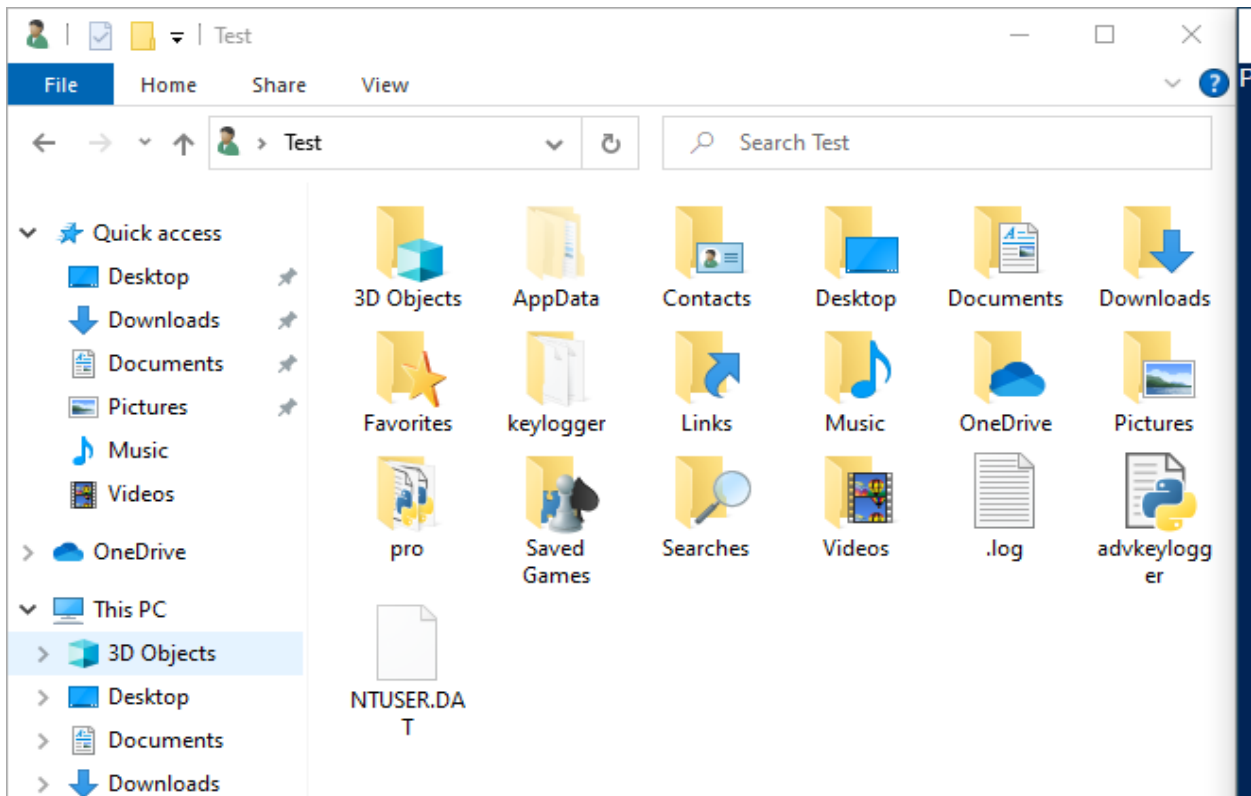 Test
File Home Share View
Test
Search Test
P
Quick access
Desktop
Downloads
Documents
Pictures
Music
Videos
OneDrive
This PC
3D Objects
Desktop
Documents
Downloads
3D Objects AppData Contacts Desktop Documents Downloads
Favorites keylogger Links Music OneDrive Pictures
pro Saved Games Searches Videos .log advkeylogg
er
NTUSER.DA
T